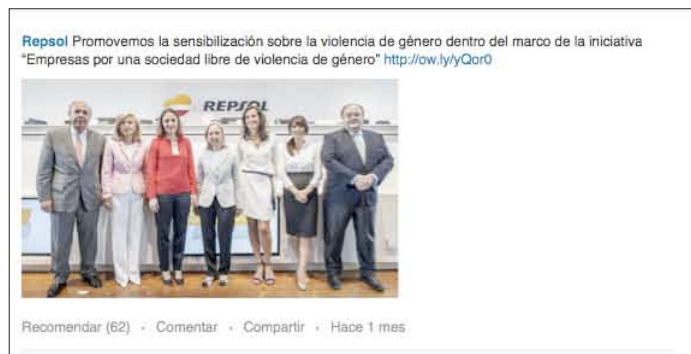 Repsol Promovemos la sensibilización sobre la violencia de género dentro del marco de la iniciativa
“Empresas por una sociedad libre de violencia de género” http://ow.ly/yQor0
REPSOL
Recomendar (62) · Comentar · Compartir · Hace 1 mes